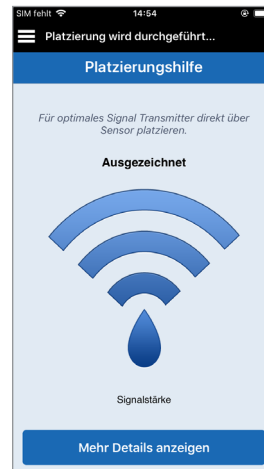 SIM fehlt 14:54
Platzierung wird durchgeführt...
Platzierungshilfe
Für optimales Signal Transmitter direkt über
Sensor platzieren.
Ausgezeichnet
Signalstärke
Mehr Details anzeigen